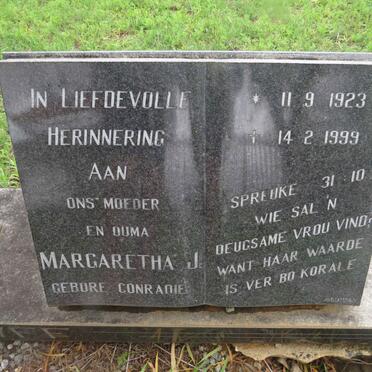 IN LIEFDEVOLLE
HERINNERING
AAN
ONS MOEDER
EN OUMA
MARGARETHA J.
GEBORE CONRADIE
* 11 9 1923
† 14 2 1999
SPREUKE 31 10
WIE SAL 'N
DEUGSAME VROU VIND?
WANT HAAR WAARDE
IS VER BO KORALE